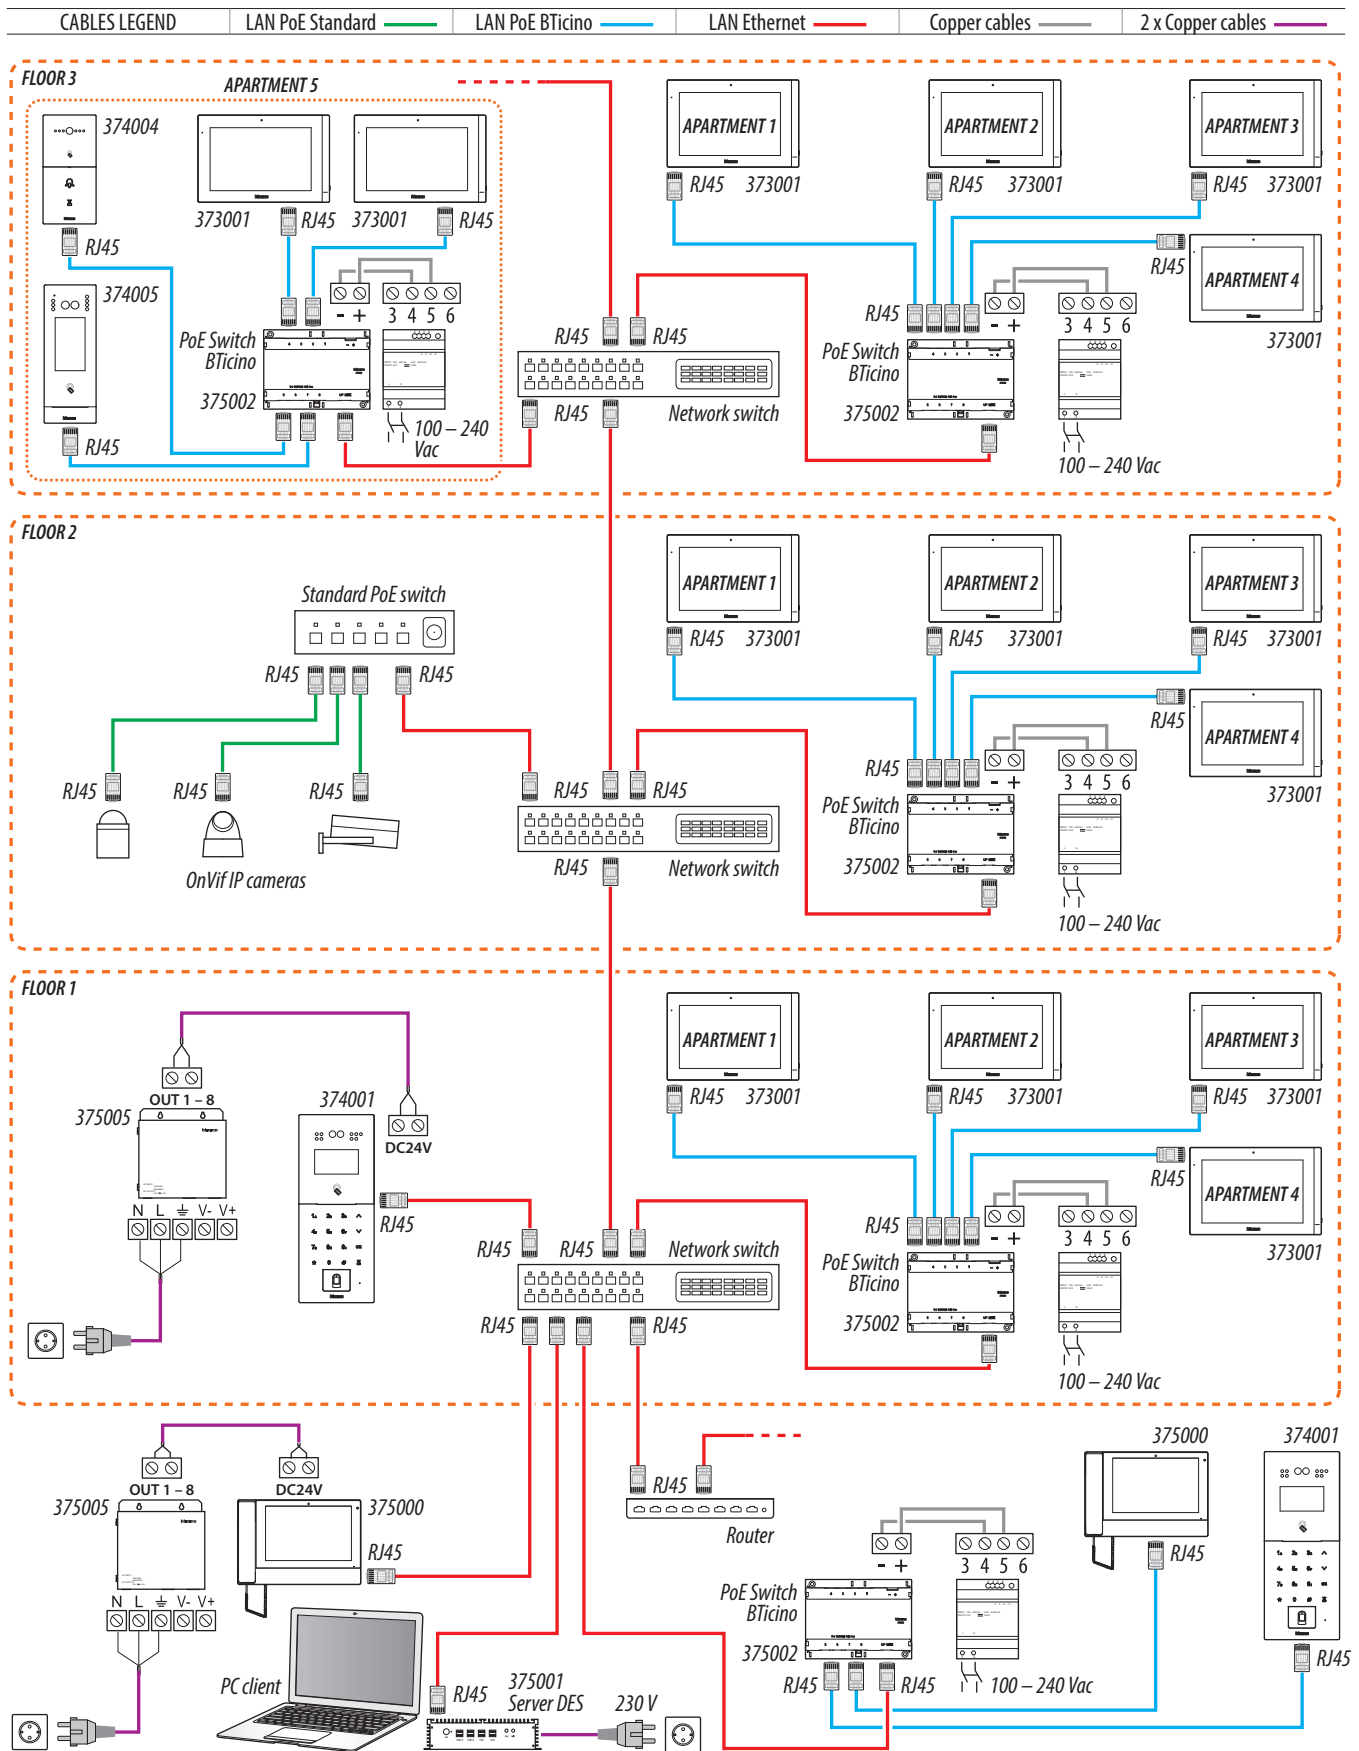 CABLES LEGEND LAN PoE Standard LAN PoE BTicino LAN Ethernet Copper cables 2 x Copper cables
FLOOR 3
APARTMENT 5
374004
373001 RJ45 373001 RJ45
RJ45
374005
- + 3 4 5 6
PoE Switch
BTicino
375002
RJ45
100 – 240
Vac
RJ45 RJ45
RJ45 Network switch
APARTMENT 1
RJ45 373001
APARTMENT 2
RJ45 373001
APARTMENT 3
RJ45 373001
APARTMENT 4
RJ45
373001
RJ45
- + 3 4 5 6
PoE Switch
BTicino
375002
100 – 240 Vac
FLOOR 2
Standard PoE switch
RJ45 RJ45
RJ45 RJ45 RJ45
OnVif IP cameras
RJ45 RJ45
RJ45 Network switch
APARTMENT 1
RJ45 373001
APARTMENT 2
RJ45 373001
APARTMENT 3
RJ45 373001
APARTMENT 4
RJ45
373001
RJ45
- + 3 4 5 6
PoE Switch
BTicino
375002
100 – 240 Vac
FLOOR 1
OUT 1 – 8
375005
374001
DC24V
N L V- V+
RJ45
RJ45 RJ45 Network switch
RJ45 RJ45
APARTMENT 1
RJ45 373001
APARTMENT 2
RJ45 373001
APARTMENT 3
RJ45 373001
APARTMENT 4
RJ45
373001
RJ45
- + 3 4 5 6
PoE Switch
BTicino
375002
100 – 240 Vac
OUT 1 – 8 DC24V
375005 375000
RJ45
N L V- V+
PC client
RJ45
375001
Server DES
230 V
RJ45
Router
- + 3 4 5 6
PoE Switch
BTicino
375002
RJ45 RJ45 100 – 240 Vac
375000
RJ45
374001
RJ45